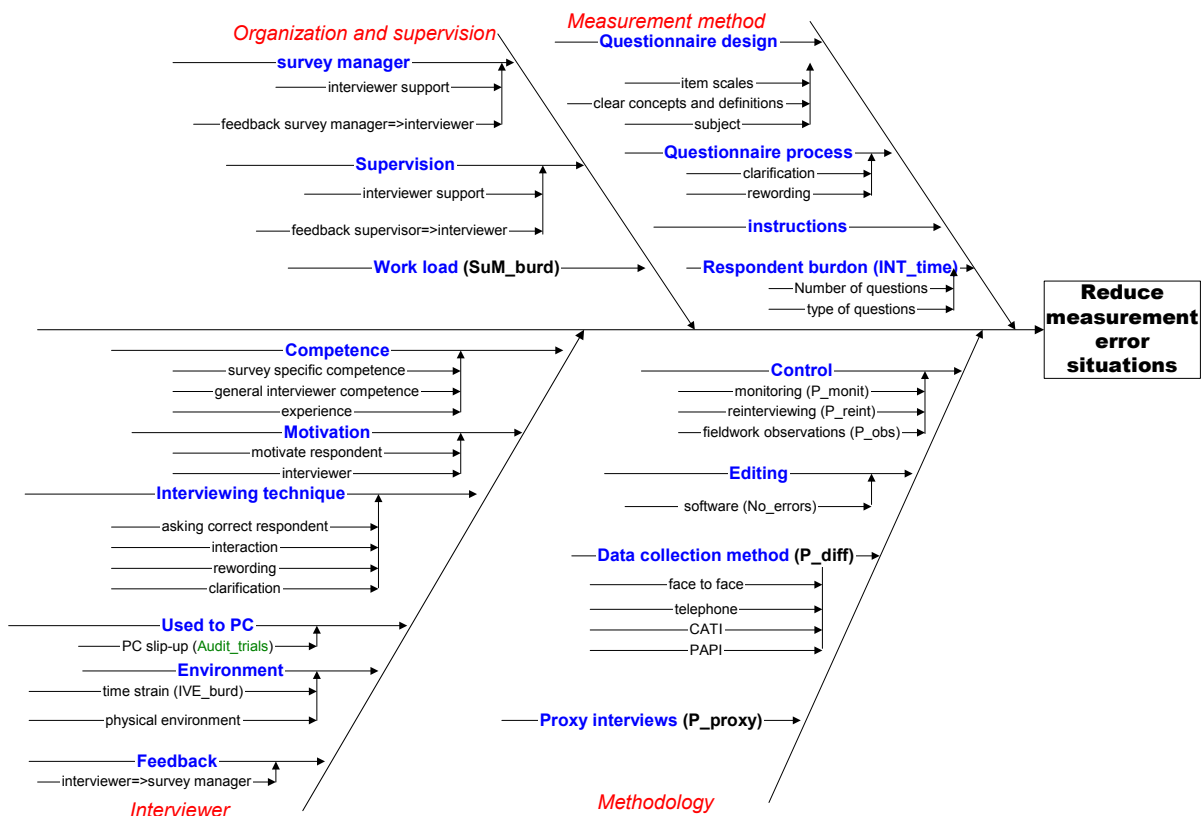 Organization and supervision
survey manager
interviewer support
feedback survey manager=>interviewer
Supervision
interviewer support
feedback supervisor=>interviewer
Work load (SuM_burd)
Measurement method
Questionnaire design
item scales
clear concepts and definitions
subject
Questionnaire process
clarification
rewording
instructions
Respondent burdon (INT_time)
Number of questions
type of questions
Reduce
measurement
error
situations
Competence
survey specific competence
general interviewer competence
experience
Motivation
motivate respondent
interviewer
Interviewing technique
asking correct respondent
interaction
rewording
clarification
Used to PC
PC slip-up (Audit_trials)
Environment
time strain (IVE_burd)
physical environment
Feedback
interviewer=>survey manager
Interviewer
Control
monitoring (P_monit)
reinterviewing (P_reint)
fieldwork observations (P_obs)
Editing
software (No_errors)
Data collection method (P_diff)
face to face
telephone
CATI
PAPI
Proxy interviews (P_proxy)
Methodology